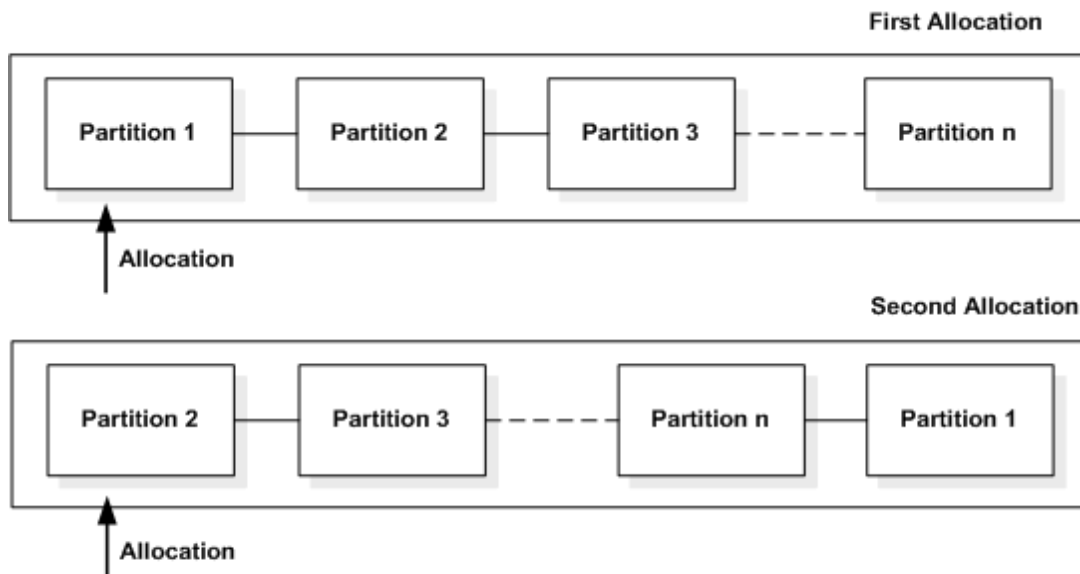 First Allocation
Partition 1 Partition 2 Partition 3 Partition n
Allocation
Second Allocation
Partition 2 Partition 3 Partition n Partition 1
Allocation